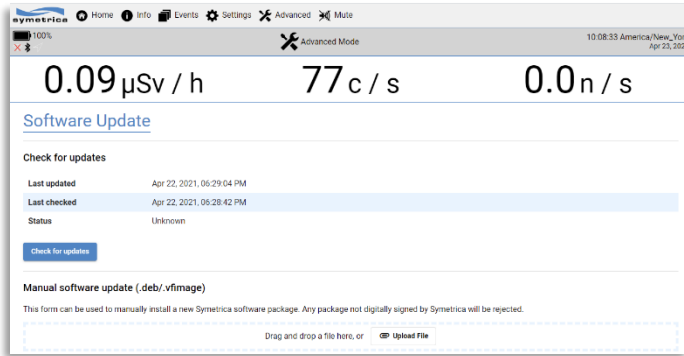 symetrica Home Info Events Settings Advanced Mute
100% Advanced Mode 10:08:33 America/New_Yor
Apr 23, 202
0.09 µSv / h 77 c / s 0.0 n / s
Software Update
Check for updates
Last updated Apr 22, 2021, 06:29:04 PM
Last checked Apr 22, 2021, 06:28:42 PM
Status Unknown
Check for updates
Manual software update (.deb/.vfimage)
This form can be used to manually install a new Symetrica software package. Any package not digitally signed by Symetrica will be rejected.
Drag and drop a file here, or Upload File